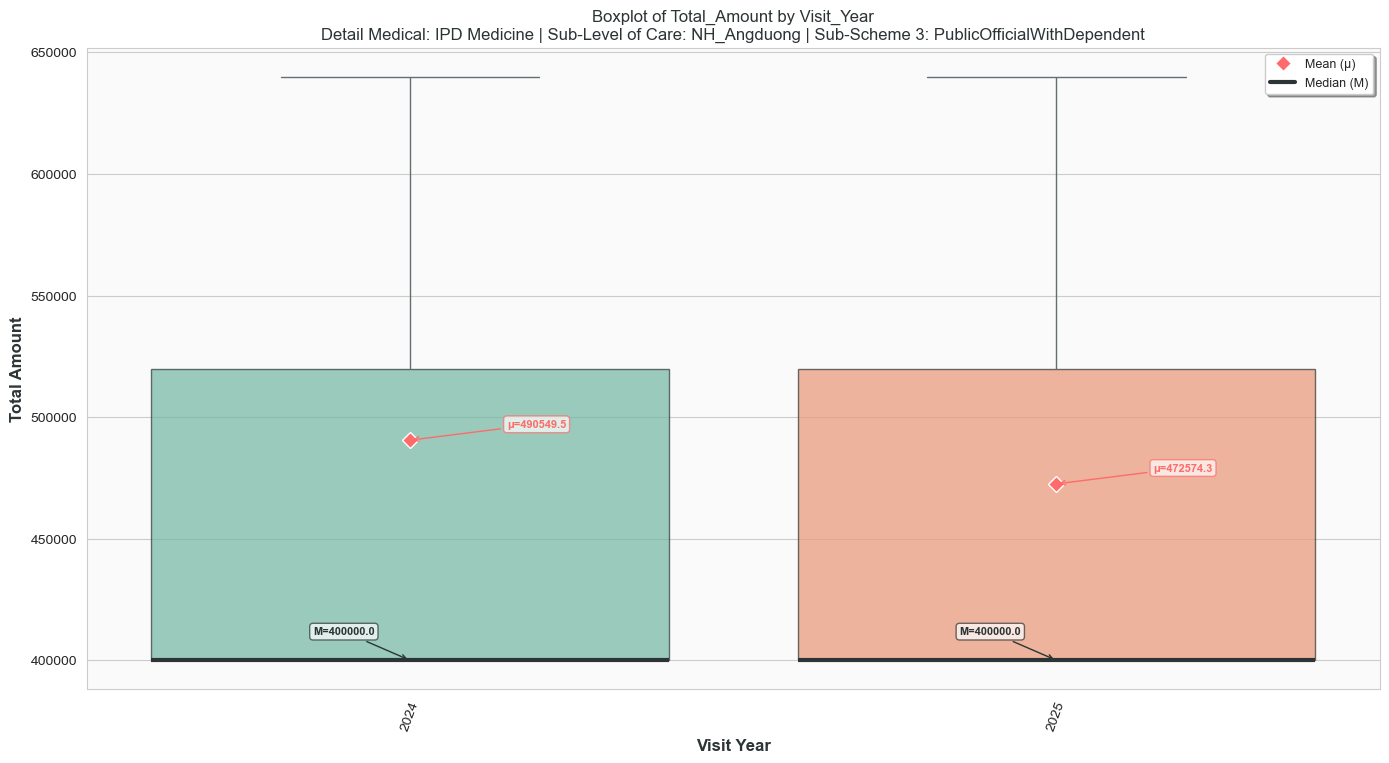 Boxplot of Total_Amount by Visit_Year
Detail Medical: IPD Medicine | Sub-Level of Care: NH_Angduong | Sub-Scheme 3: PublicOfficialWithDependent
Mean (μ)
Median (M)
650000
600000
550000
500000
450000
400000
Total Amount
μ=490549.5
μ=472574.3
M=400000.0
M=400000.0
2024
2025
Visit Year